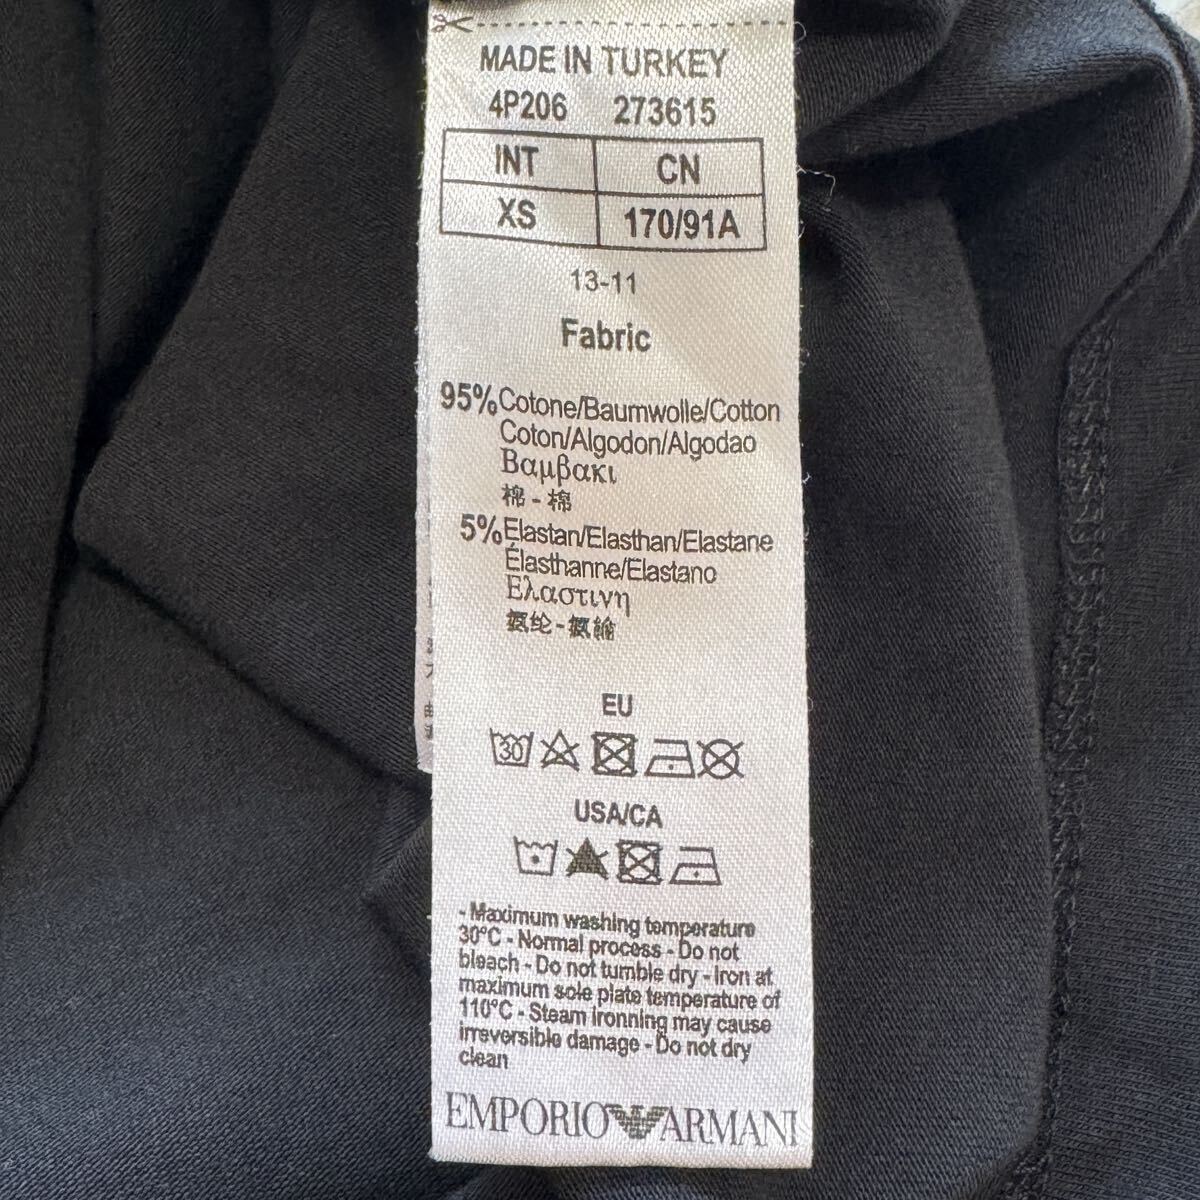 MADE IN TURKEY
4P206 273615
INT CN
XS 170/91A
13-11
Fabric
95% Cotone/Baumwolle/Cotton
Coton/Algodon/Algodao
Βαμβακι
棉 - 棉
5% Elastan/Elasthan/Elastane
Élasthanne/Elastano
Ελαστινη
氨纶-氨綸
EU
30
USA/CA
- Maximum washing temperature
30°C - Normal process - Do not
bleach - Do not tumble dry - Iron at
maximum sole plate temperature of
110°C - Steam ironning may cause
irreversible damage - Do not dry
clean
EMPORIO ARMANI